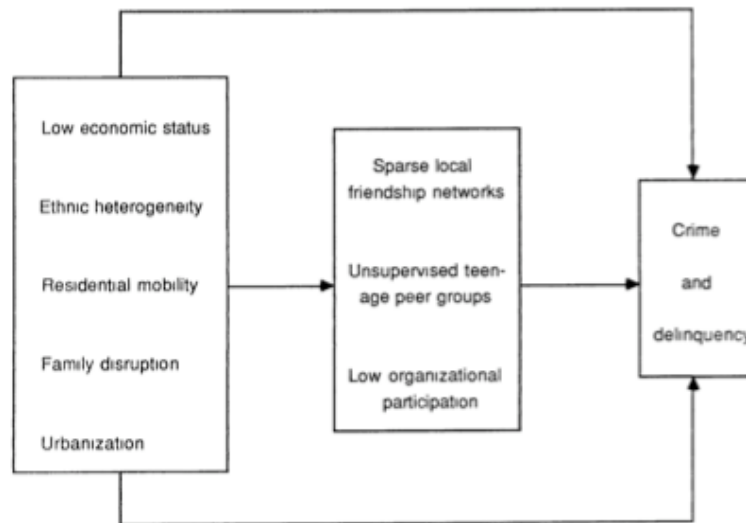 Low economic status
Ethnic heterogeneity
Residential mobility
Family disruption
Urbanization
Sparse local
friendship networks
Unsupervised teen-
age peer groups
Low organizational
participation
Crime
and
delinquency